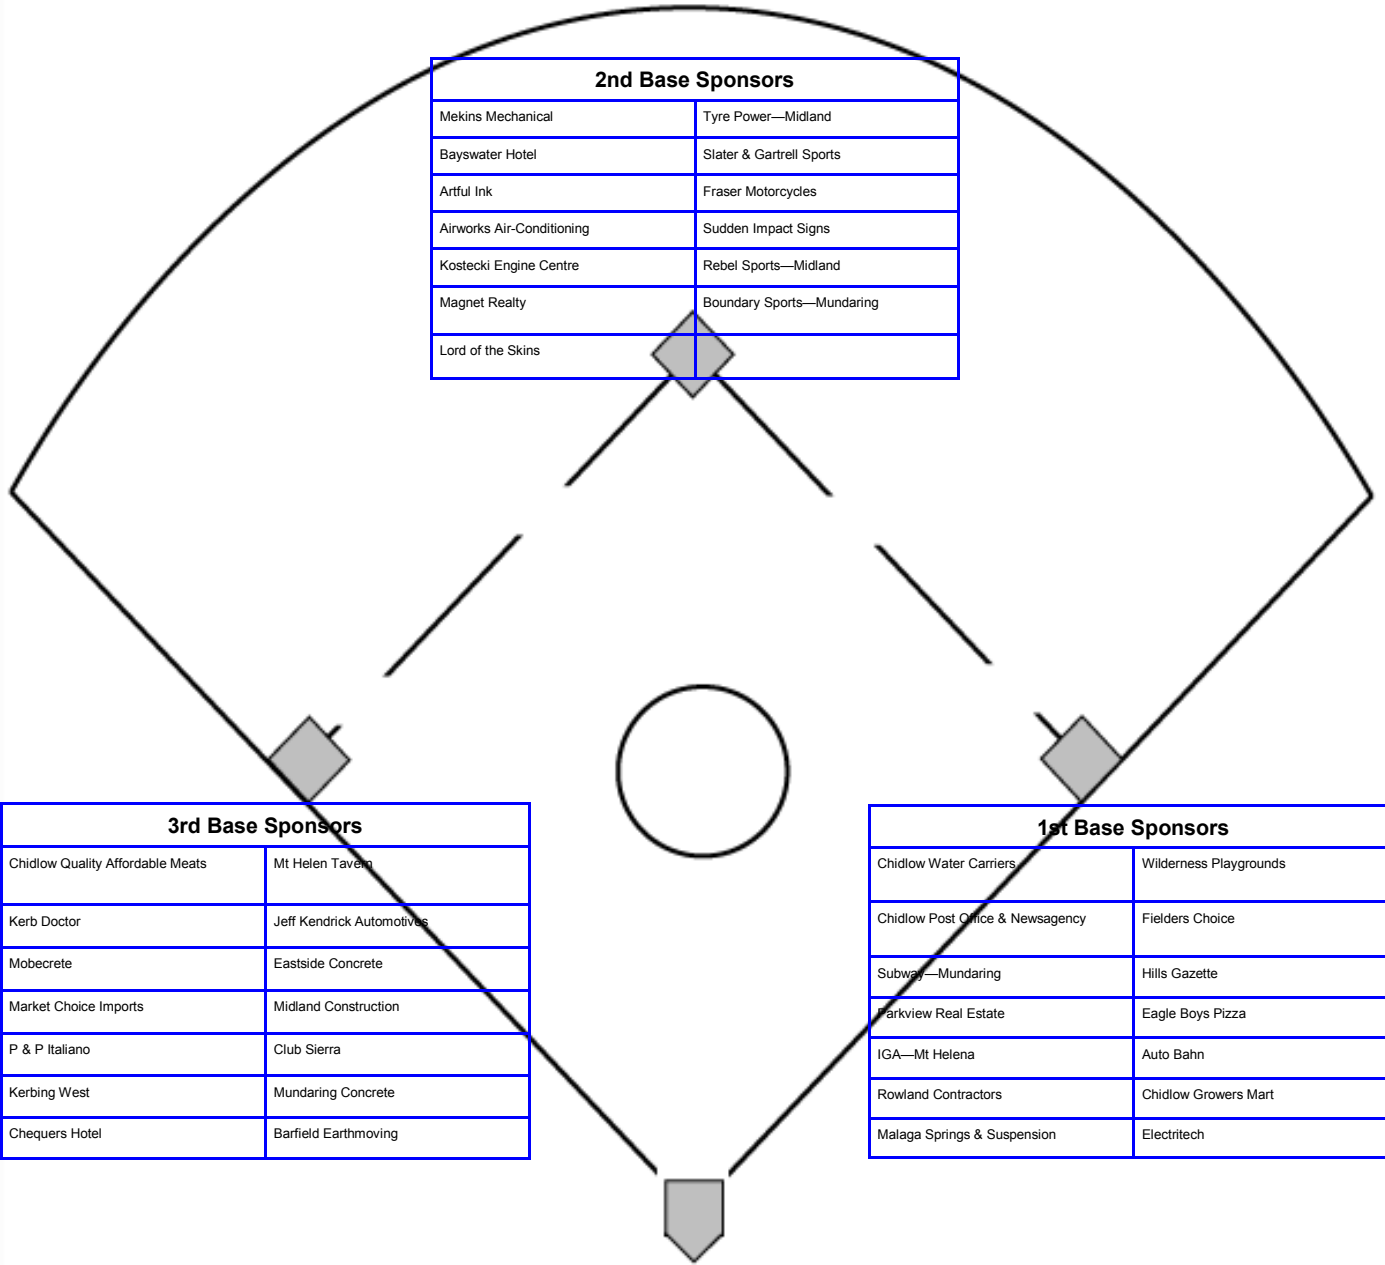 2nd Base Sponsors
Mekins Mechanical Tyre Power—Midland
Bayswater Hotel Slater & Gartrell Sports
Artful Ink Fraser Motorcycles
Airworks Air-Conditioning Sudden Impact Signs
Kostecki Engine Centre Rebel Sports—Midland
Magnet Realty Boundary Sports—Mundaring
Lord of the Skins
3rd Base Sponsors
Chidlow Quality Affordable Meats Mt Helen Tavern
Kerb Doctor Jeff Kendrick Automotives
Mobecrete Eastside Concrete
Market Choice Imports Midland Construction
P & P Italiano Club Sierra
Kerbing West Mundaring Concrete
Chequers Hotel Barfield Earthmoving
1st Base Sponsors
Chidlow Water Carriers Wilderness Playgrounds
Chidlow Post Office & Newsagency Fielders Choice
Subway—Mundaring Hills Gazette
Parkview Real Estate Eagle Boys Pizza
IGA—Mt Helena Auto Bahn
Rowland Contractors Chidlow Growers Mart
Malaga Springs & Suspension Electritech